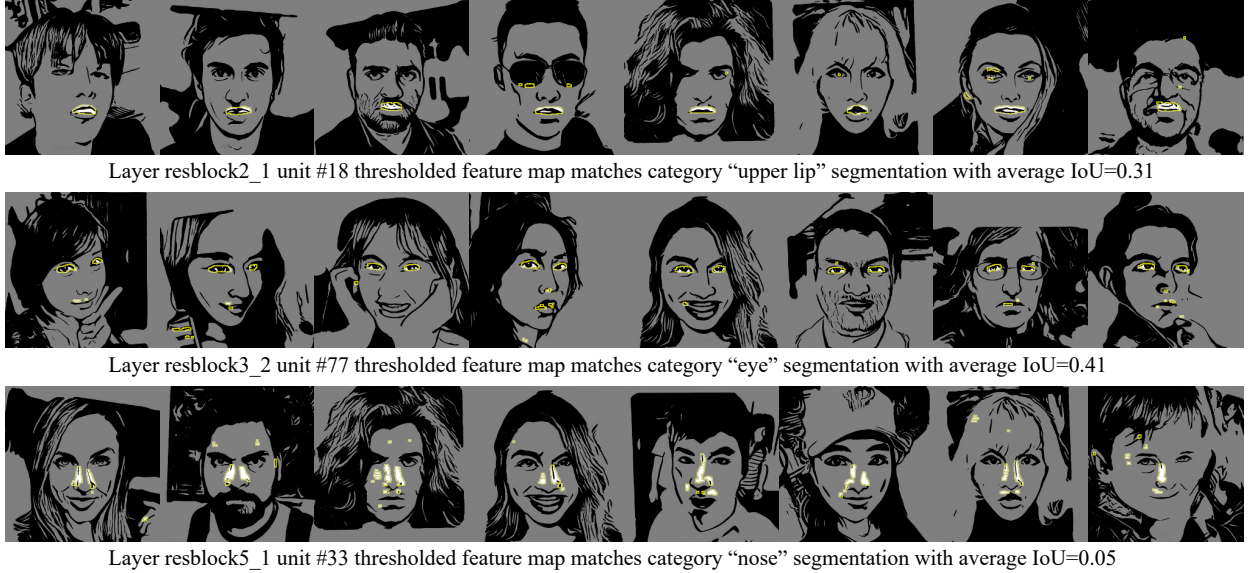 Layer resblock2_1 unit #18 thresholded feature map matches category “upper lip” segmentation with average IoU=0.31
Layer resblock3_2 unit #77 thresholded feature map matches category “eye” segmentation with average IoU=0.41
Layer resblock5_1 unit #33 thresholded feature map matches category “nose” segmentation with average IoU=0.05